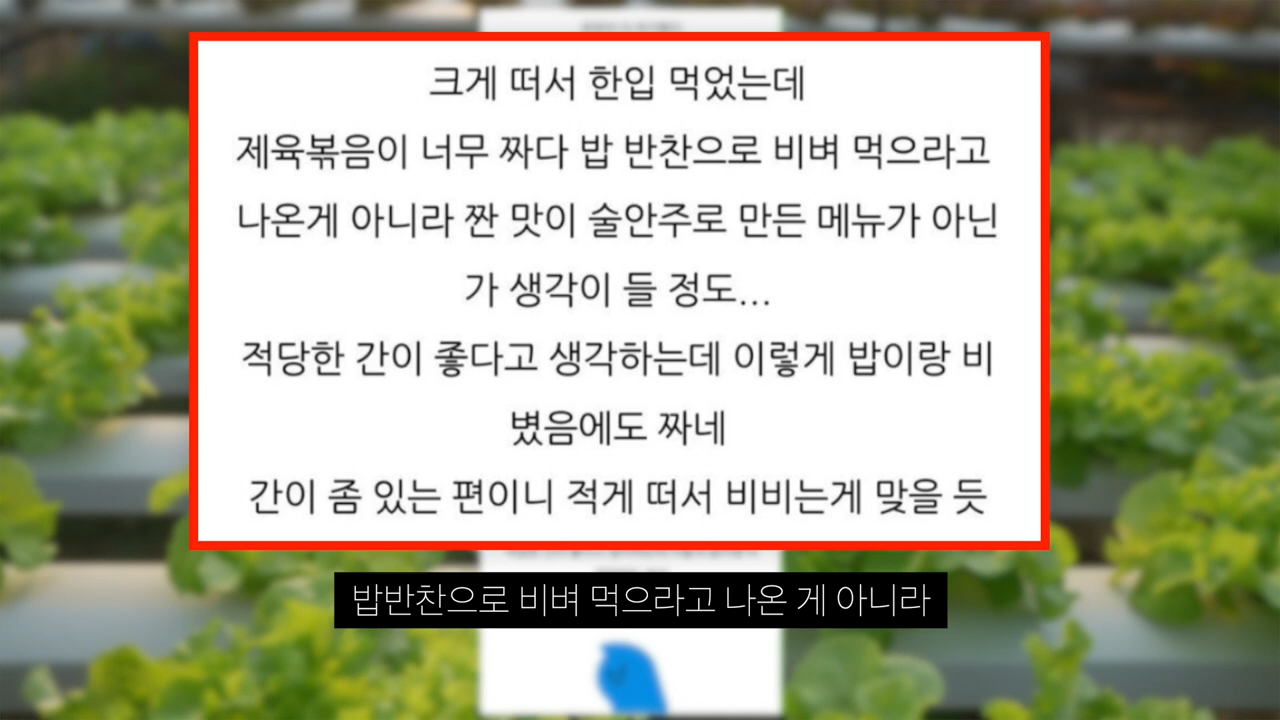 크게 떠서 한입 먹었는데
제육볶음이 너무 짜다 밥 반찬으로 비벼 먹으라고
나온게 아니라 짠 맛이 술안주로 만든 메뉴가 아닌
가 생각이 들 정도...
적당한 간이 좋다고 생각하는데 이렇게 밥이랑 비
볐음에도 짜네
간이 좀 있는 편이니 적게 떠서 비비는게 맞을 듯
밥반찬으로 비벼 먹으라고 나온 게 아니라